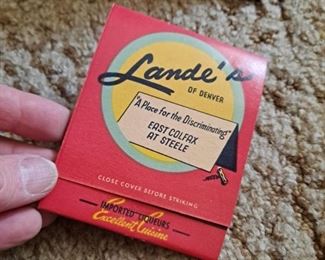 Lande's
OF DENVER
"A Place for the Discriminating"
EAST COLFAX
AT STEELE
CLOSE COVER BEFORE STRIKING
IMPORTED LIQUEURS
Excellent Cuisine